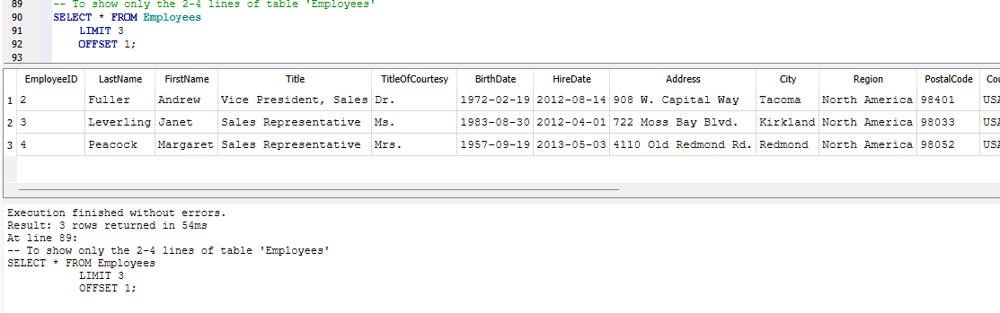 89 -- To show only the 2-4 lines of table 'Employees'
90 SELECT * FROM Employees
91 LIMIT 3
92 OFFSET 1;
93
EmployeeID LastName FirstName Title TitleOfCourtesy BirthDate HireDate Address City Region PostalCode Cou
1 2 Fuller Andrew Vice President, Sales Dr. 1972-02-19 2012-08-14 908 W. Capital Way Tacoma North America 98401 USA
2 3 Leverling Janet Sales Representative Ms. 1983-08-30 2012-04-01 722 Moss Bay Blvd. Kirkland North America 98033 USA
3 4 Peacock Margaret Sales Representative Mrs. 1957-09-19 2013-05-03 4110 Old Redmond Rd. Redmond North America 98052 USA
Execution finished without errors.
Result: 3 rows returned in 54ms
At line 89:
-- To show only the 2-4 lines of table 'Employees'
SELECT * FROM Employees
LIMIT 3
OFFSET 1;